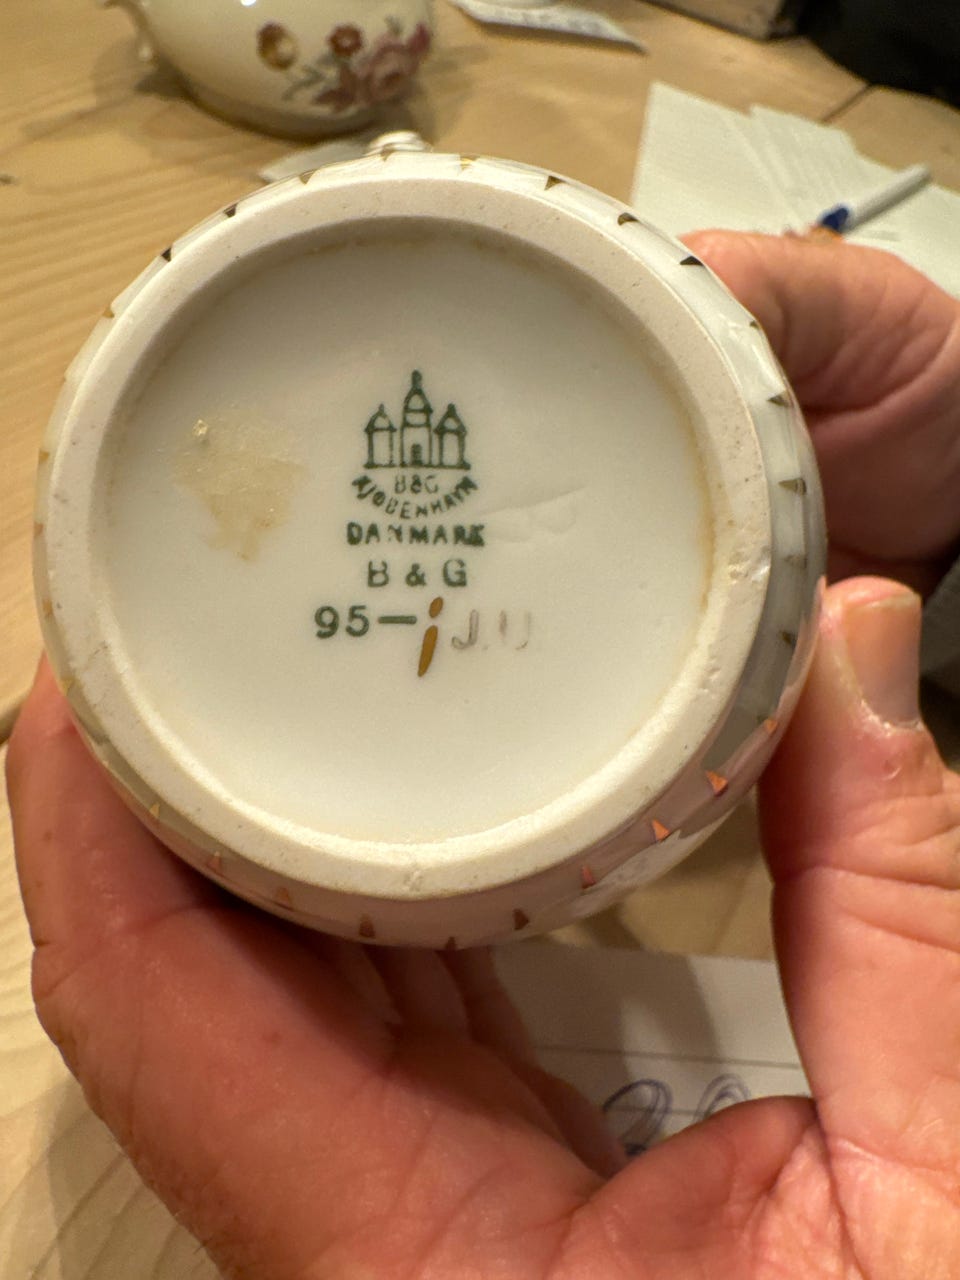 B&G
KJØBENHAVN
DANMARK
B & G
95-